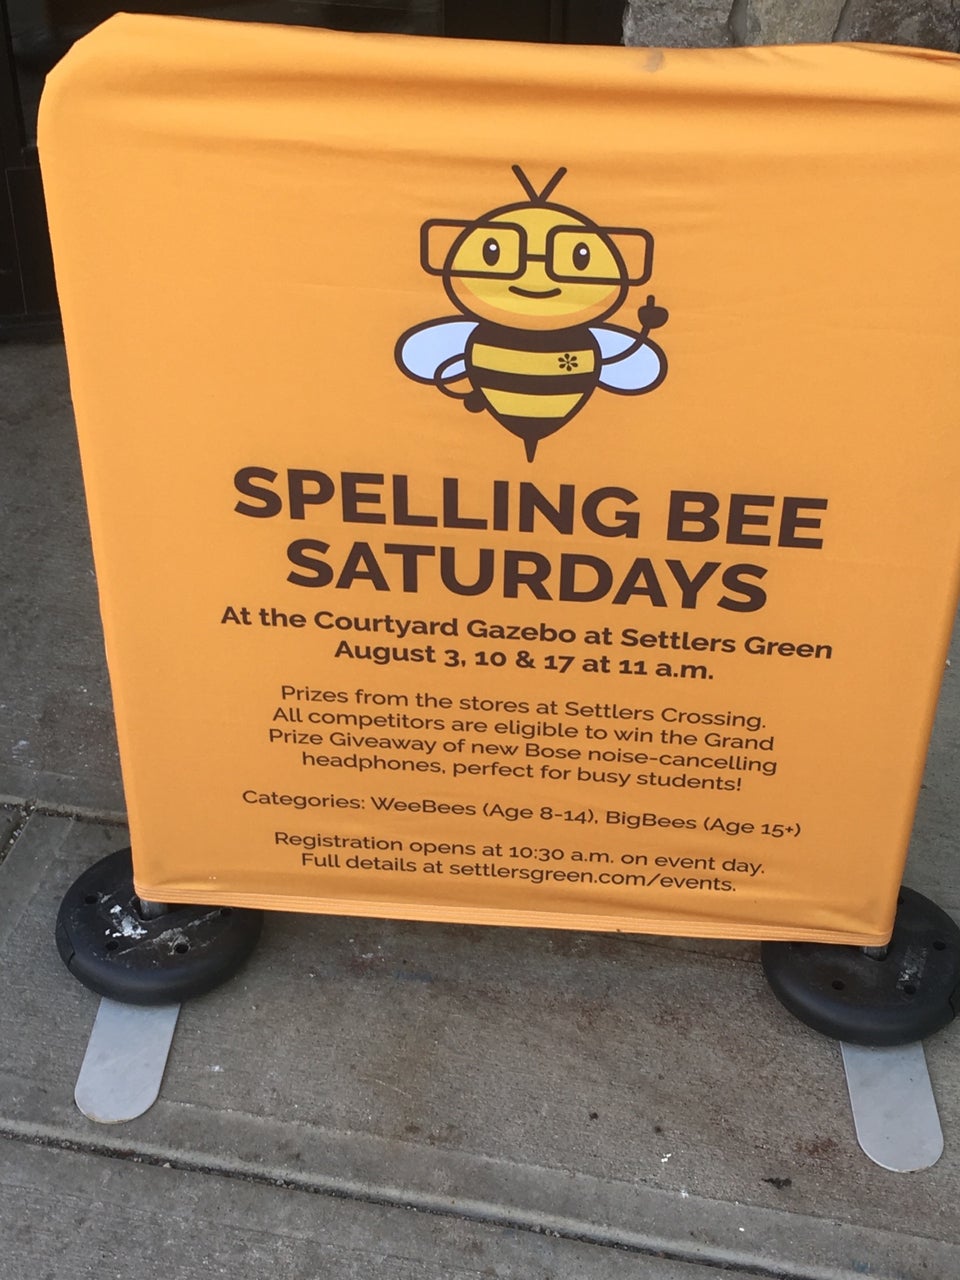 SPELLING BEE
SATURDAYS
At the Courtyard Gazebo at Settlers Green
August 3, 10 & 17 at 11 a.m.
Prizes from the stores at Settlers Crossing.
All competitors are eligible to win the Grand
Prize Giveaway of new Bose noise-cancelling
headphones, perfect for busy students!
Categories: WeeBees (Age 8-14), BigBees (Age 15+)
Registration opens at 10:30 a.m. on event day.
Full details at settlersgreen.com/events.